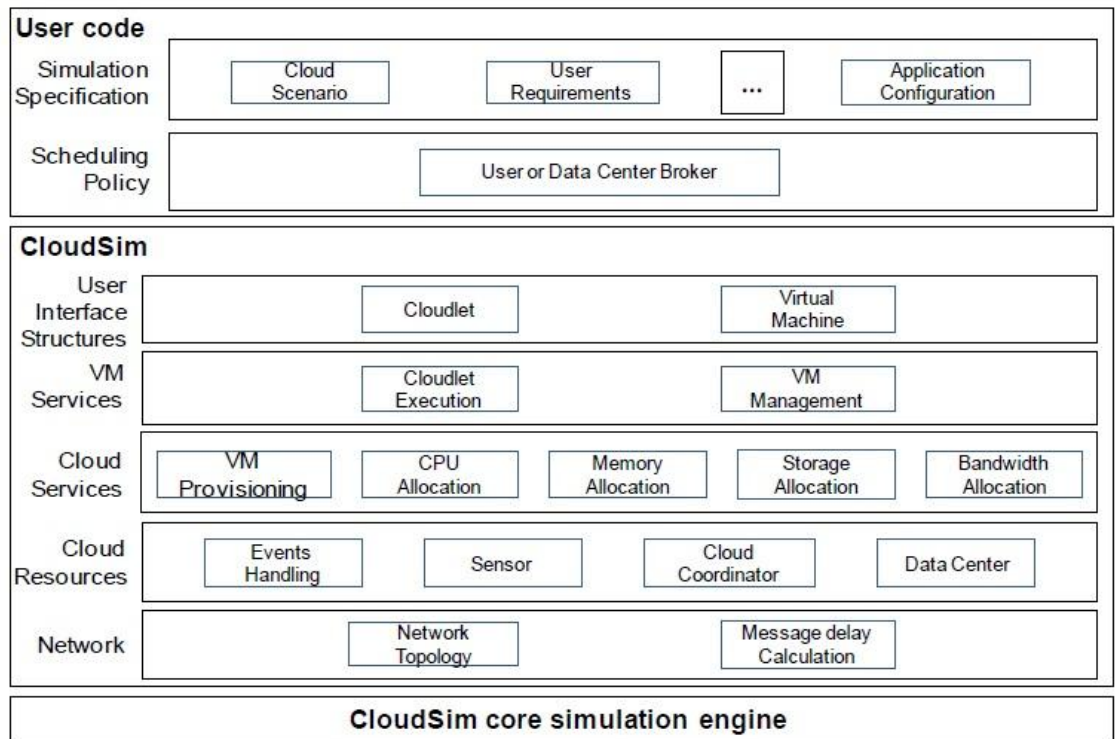 User code
Simulation
Specification
Cloud
Scenario
User
Requirements
...
Application
Configuration
Scheduling
Policy
User or Data Center Broker
CloudSim
User
Interface
Structures
Cloudlet
Virtual
Machine
VM
Services
Cloudlet
Execution
VM
Management
Cloud
Services
VM
Provisioning
CPU
Allocation
Memory
Allocation
Storage
Allocation
Bandwidth
Allocation
Cloud
Resources
Events
Handling
Sensor
Cloud
Coordinator
Data Center
Network
Network
Topology
Message delay
Calculation
CloudSim core simulation engine